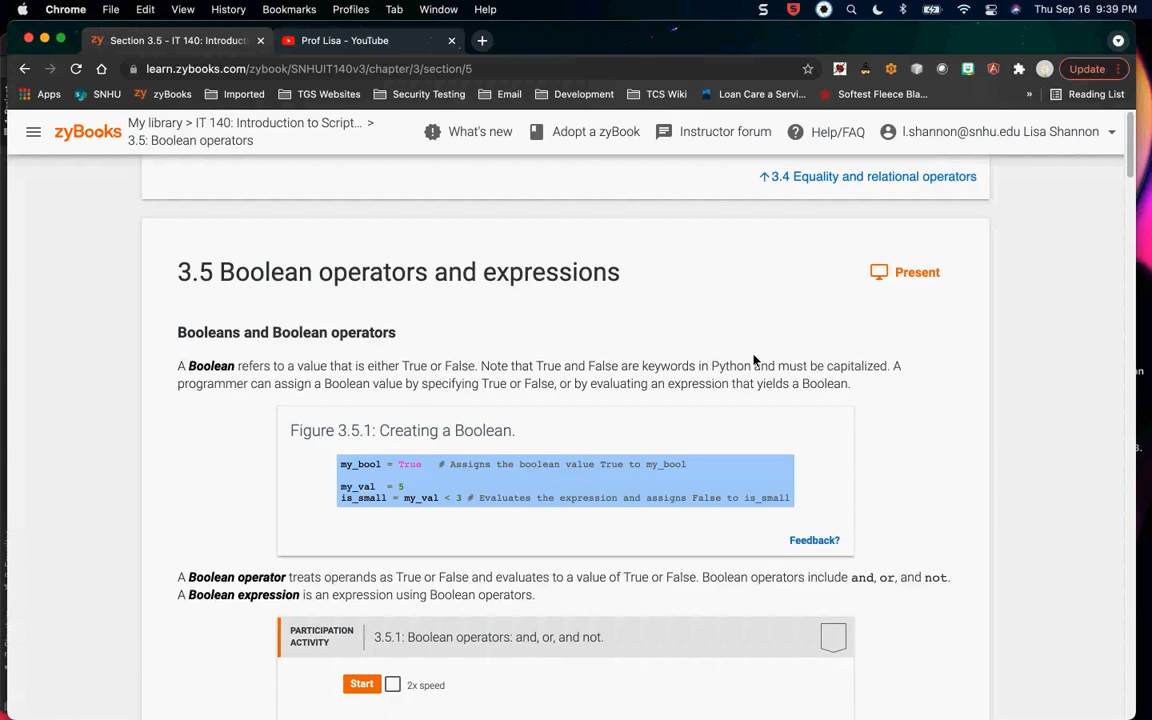 Chrome File Edit View History Bookmarks Profiles Tab Window Help Thu Sep 16 9:39 PM
zy Section 3.5 - IT 140: Introduct Prof Lisa - YouTube
learn.zybooks.com/zybook/SNHUIT140v3/chapter/3/section/5 Update
Apps SNHU zy zyBooks Imported TGS Websites Security Testing Email Development TCS Wiki Loan Care a Servi... Softest Fleece Bla... » Reading List
zyBooks My library > IT 140: Introduction to Script... >
3.5: Boolean operators
What's new Adopt a zyBook Instructor forum Help/FAQ l.shannon@snhu.edu Lisa Shannon
↑ 3.4 Equality and relational operators
3.5 Boolean operators and expressions
Present
Booleans and Boolean operators
A Boolean refers to a value that is either True or False. Note that True and False are keywords in Python and must be capitalized. A
programmer can assign a Boolean value by specifying True or False, or by evaluating an expression that yields a Boolean.
Figure 3.5.1: Creating a Boolean.
my_bool = True # Assigns the boolean value True to my_bool
my_val = 5
is_small = my_val < 3 # Evaluates the expression and assigns False to is_small
Feedback?
A Boolean operator treats operands as True or False and evaluates to a value of True or False. Boolean operators include and, or, and not.
A Boolean expression is an expression using Boolean operators.
PARTICIPATION
ACTIVITY
3.5.1: Boolean operators: and, or, and not.
Start 2x speed